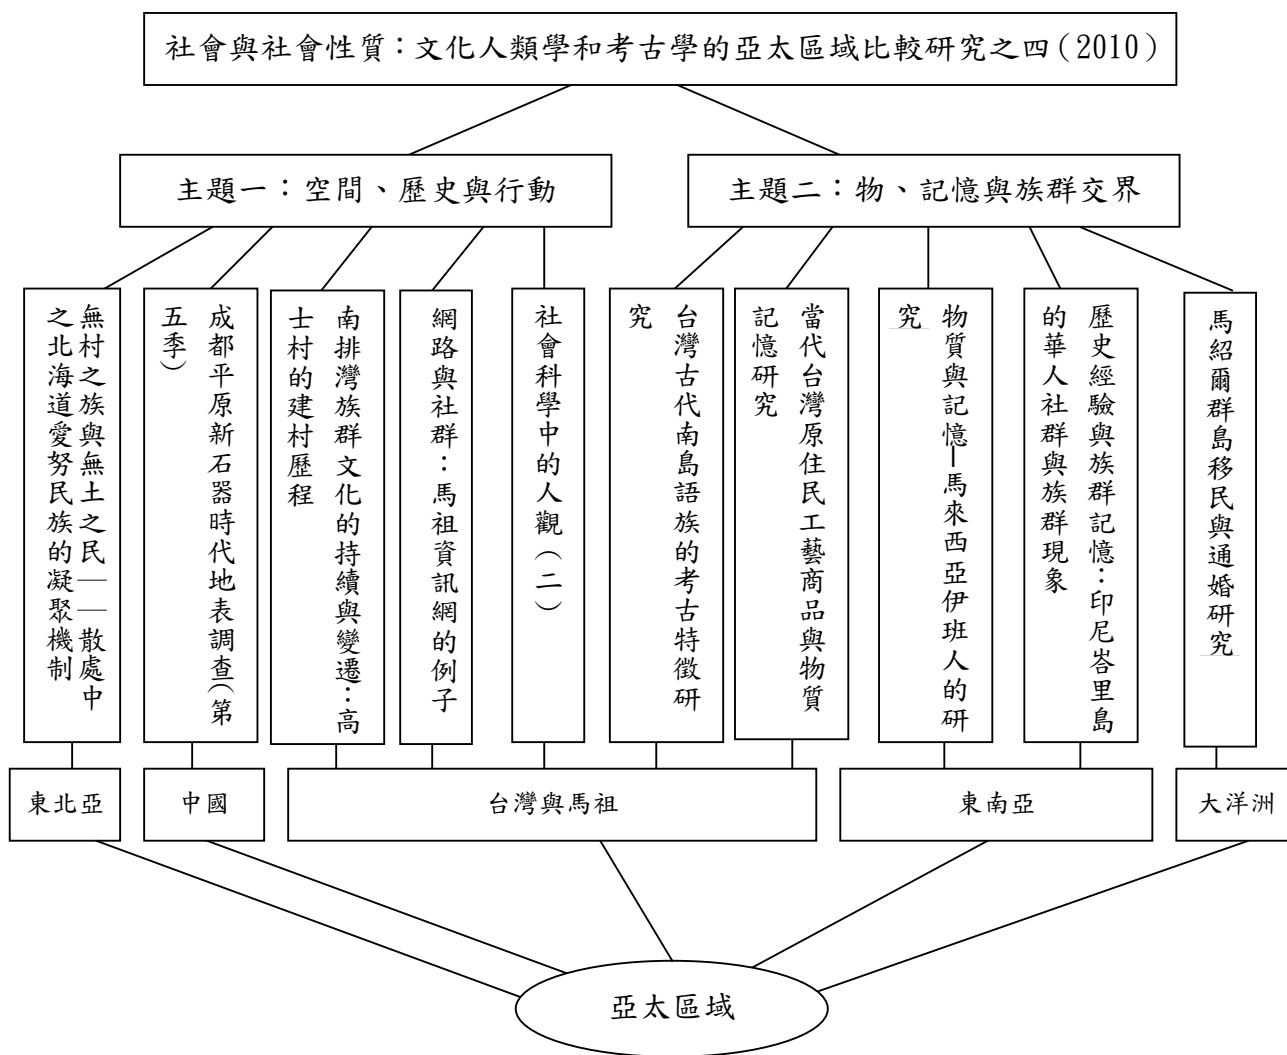 社會與社會性質：文化人類學和考古學的亞太區域比較研究之四（2010）
主題一：空間、歷史與行動
主題二：物、記憶與族群交界
無村之族與無土之民——散處中
之北海道愛努民族的凝聚機制
成都平原新石器時代地表調查(第
五季)
南排灣族群文化的持續與變遷：高
士村的建村歷程
網路與社群：馬祖資訊網的例子
社會科學中的人觀(二)
台灣古代南島語族的考古特徵研
究
當代台灣原住民工藝商品與物質
記憶研究
物質與記憶—馬來西亞伊班人的研
究
歷史經驗與族群記憶：印尼峇里島
的華人社群與族群現象
馬紹爾群島移民與通婚研究
東北亞
中國
台灣與馬祖
東南亞
大洋洲
亞太區域